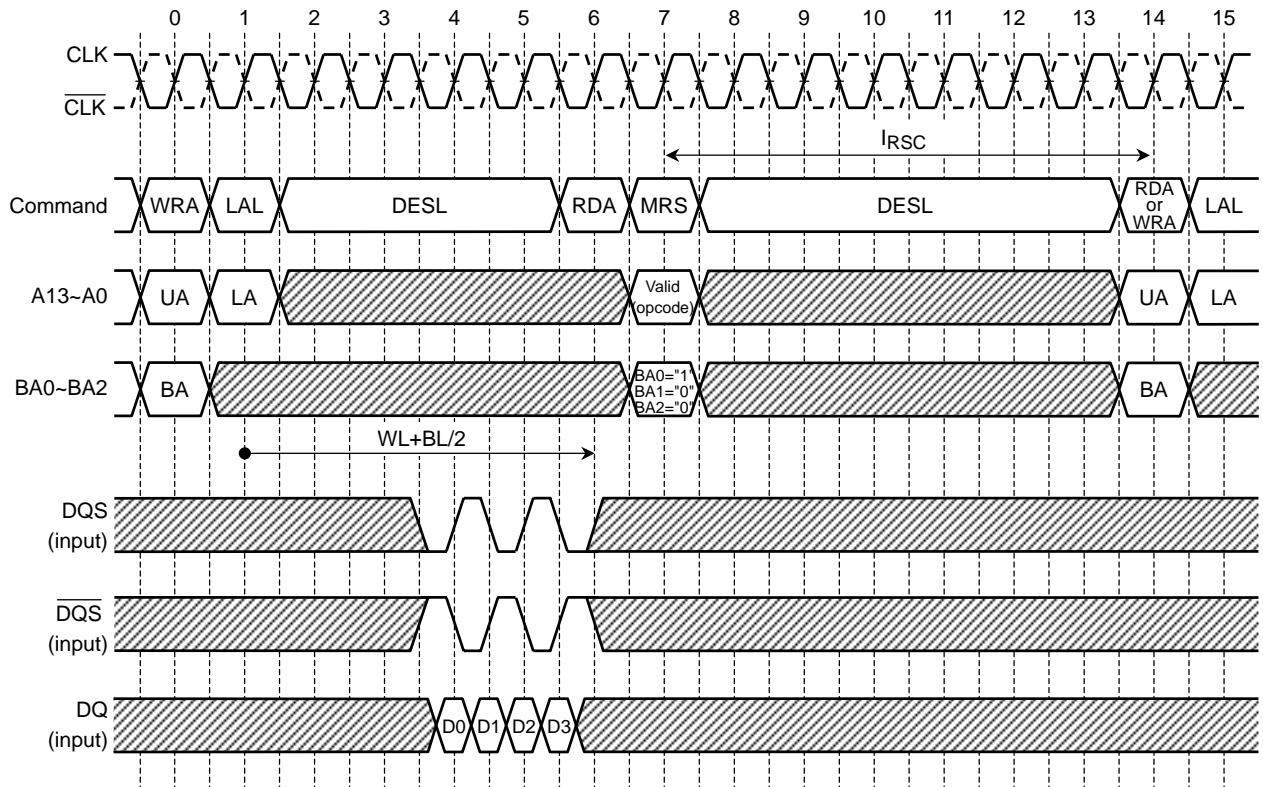 0 1 2 3 4 5 6 7 8 9 10 11 12 13 14 15
CLK
CLK
IRSC
Command WRA LAL DESL RDA MRS DESL RDA or WRA LAL
A13~A0 UA LA Valid (opcode) UA LA
BA0~BA2 BA BA0="1" BA1="0" BA2="0" BA
WL+BL/2
DQS
(input)
DQS
(input)
DQ
(input)
D0 D1 D2 D3